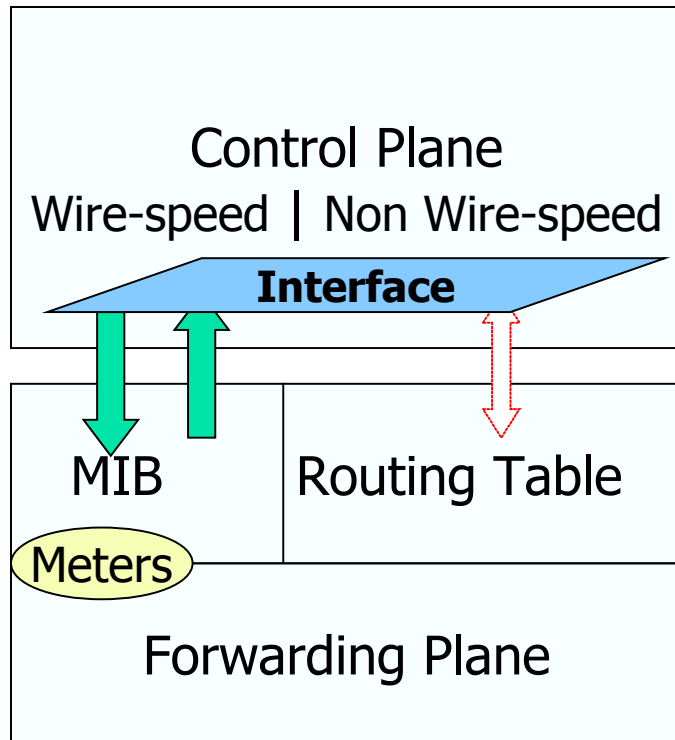 Control Plane
Wire-speed | Non Wire-speed
Interface
MIB
Routing Table
Meters
Forwarding Plane